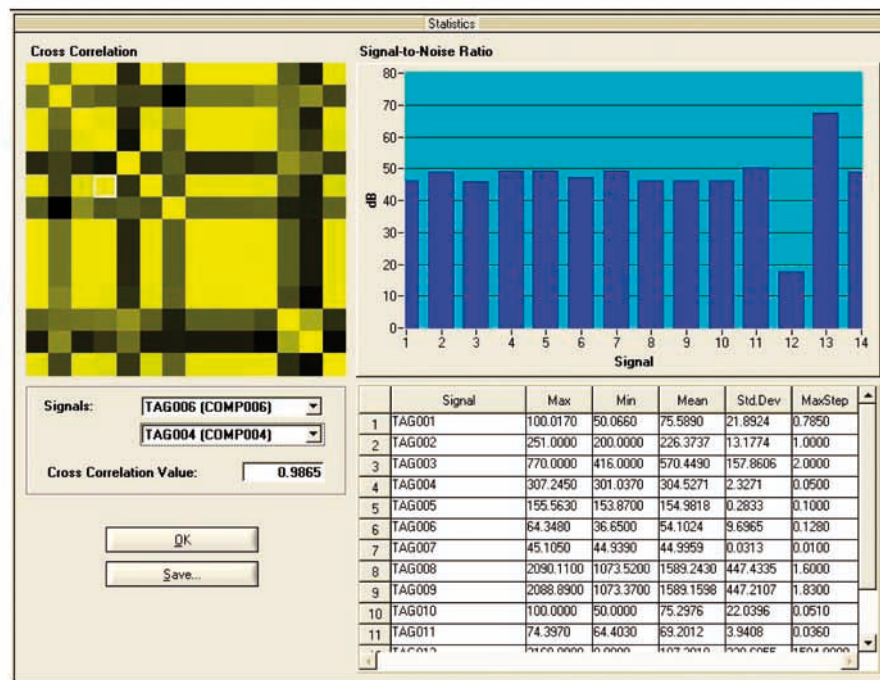 Statistics
Cross Correlation
Signal-to-Noise Ratio
80
70
60
50
40
30
20
10
0
dB
1 2 3 4 5 6 7 8 9 10 11 12 13 14
Signal
Signals: TAG006 (COMP006)
TAG004 (COMP004)
Cross Correlation Value: 0.9865
OK
Save...
Signal Max Min Mean Std.Dev MaxStep
1 TAG001 100.0170 50.0660 75.5890 21.8924 0.7850
2 TAG002 251.0000 200.0000 226.3737 13.1774 1.0000
3 TAG003 770.0000 416.0000 570.4490 157.8606 2.0000
4 TAG004 307.2450 301.0370 304.5271 2.3271 0.0500
5 TAG005 155.5630 153.8700 154.9818 0.2833 0.1000
6 TAG006 64.3480 36.6500 54.1024 9.6965 0.1280
7 TAG007 45.1050 44.9390 44.9959 0.0313 0.0100
8 TAG008 2090.1100 1073.5200 1589.2430 447.4335 1.6000
9 TAG009 2088.8900 1073.3700 1589.1598 447.2107 1.8300
10 TAG010 100.0000 50.0000 75.2976 22.0396 0.0510
11 TAG011 74.3970 64.4030 69.2012 3.9408 0.0360